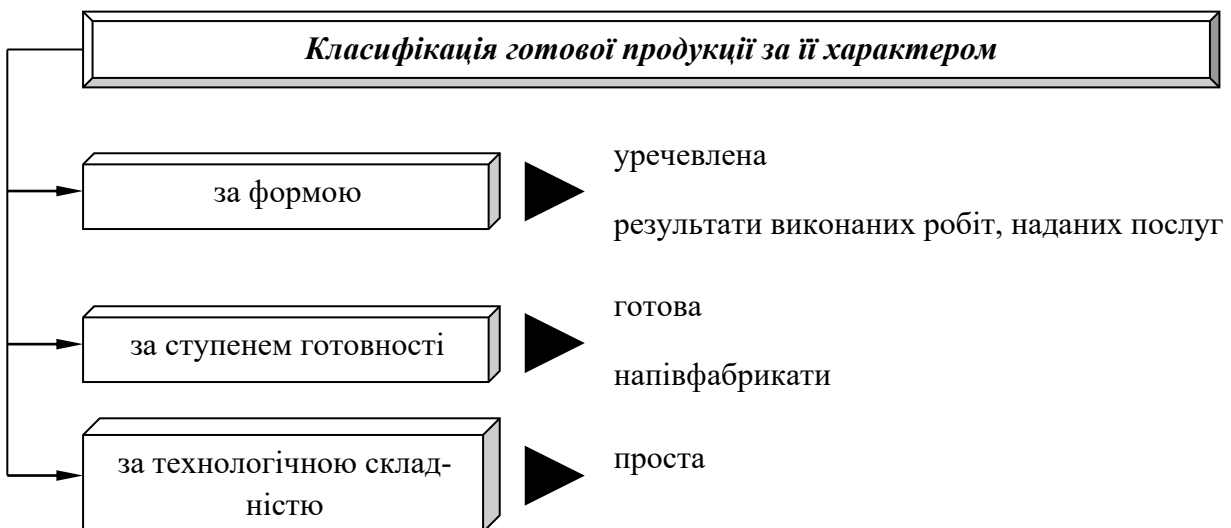 Класифікація готової продукції за її характером
за формою
уречевлена
результати виконаних робіт, наданих послуг
за ступенем готовності
готова
напівфабрикати
за технологічною склад-
ністю
проста